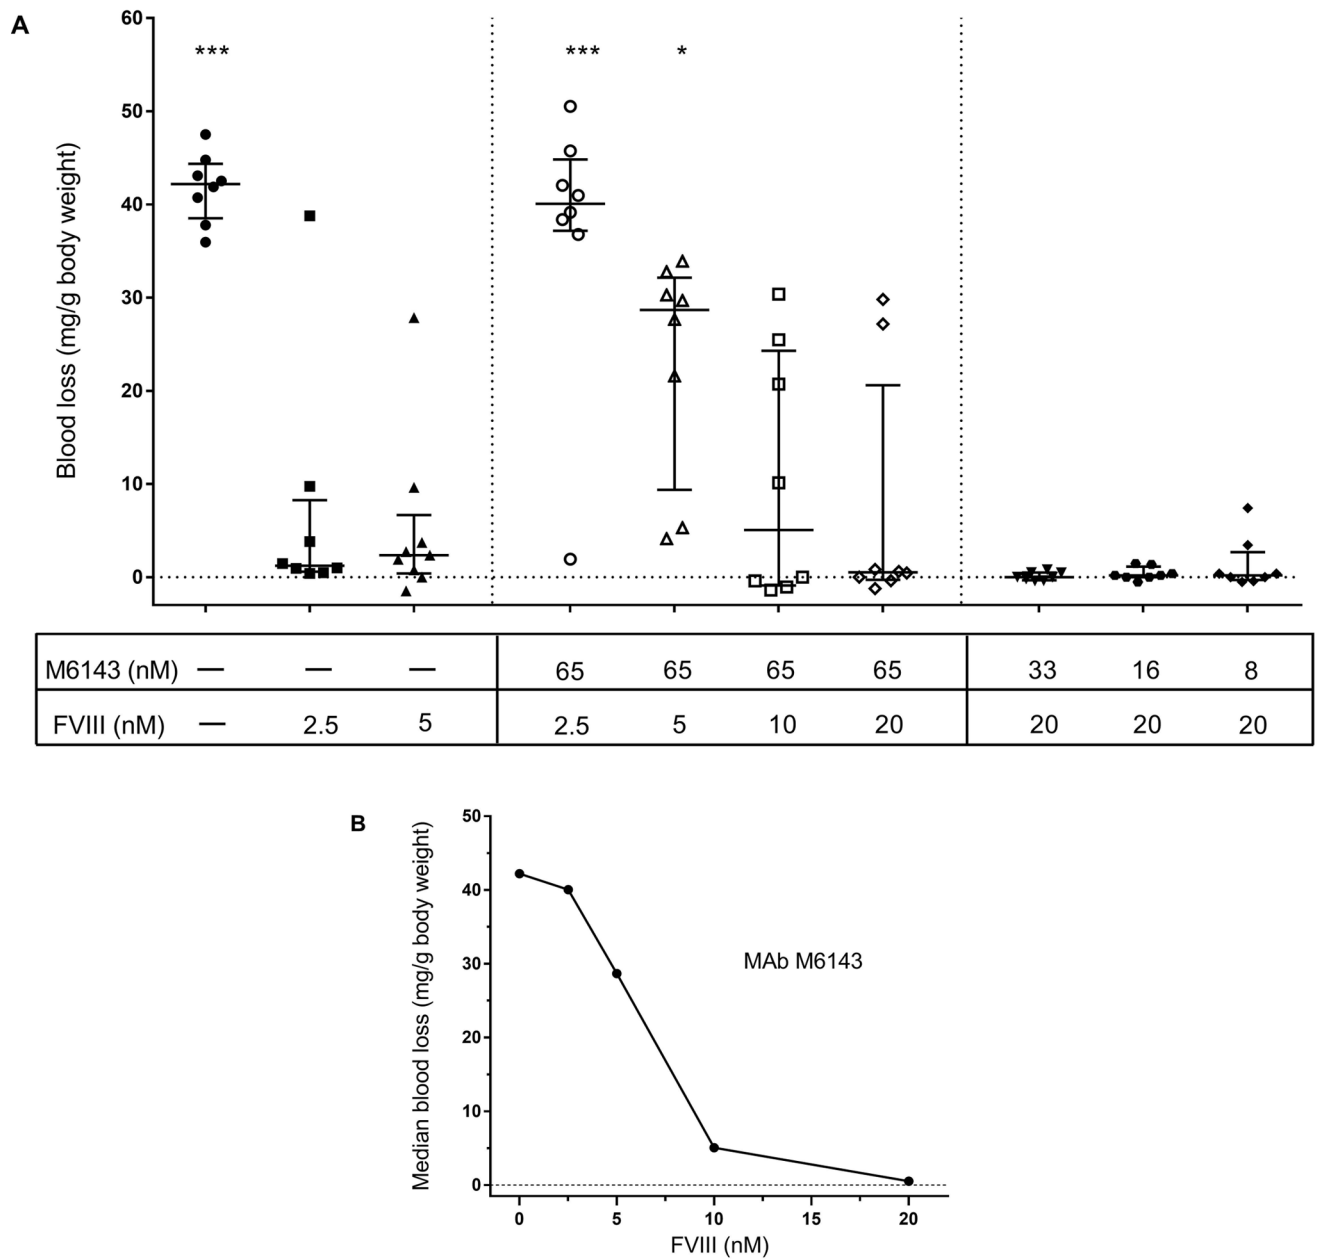 A
Blood loss (mg/g body weight)
60
50
40
30
20
10
0
*** *** *
M6143 (nM) — — — 65 65 65 65 33 16 8
FVIII (nM) — 2.5 5 2.5 5 10 20 20 20 20
B
Median blood loss (mg/g body weight)
50
40
30
20
10
0
MAb M6143
0 5 10 15 20
FVIII (nM)